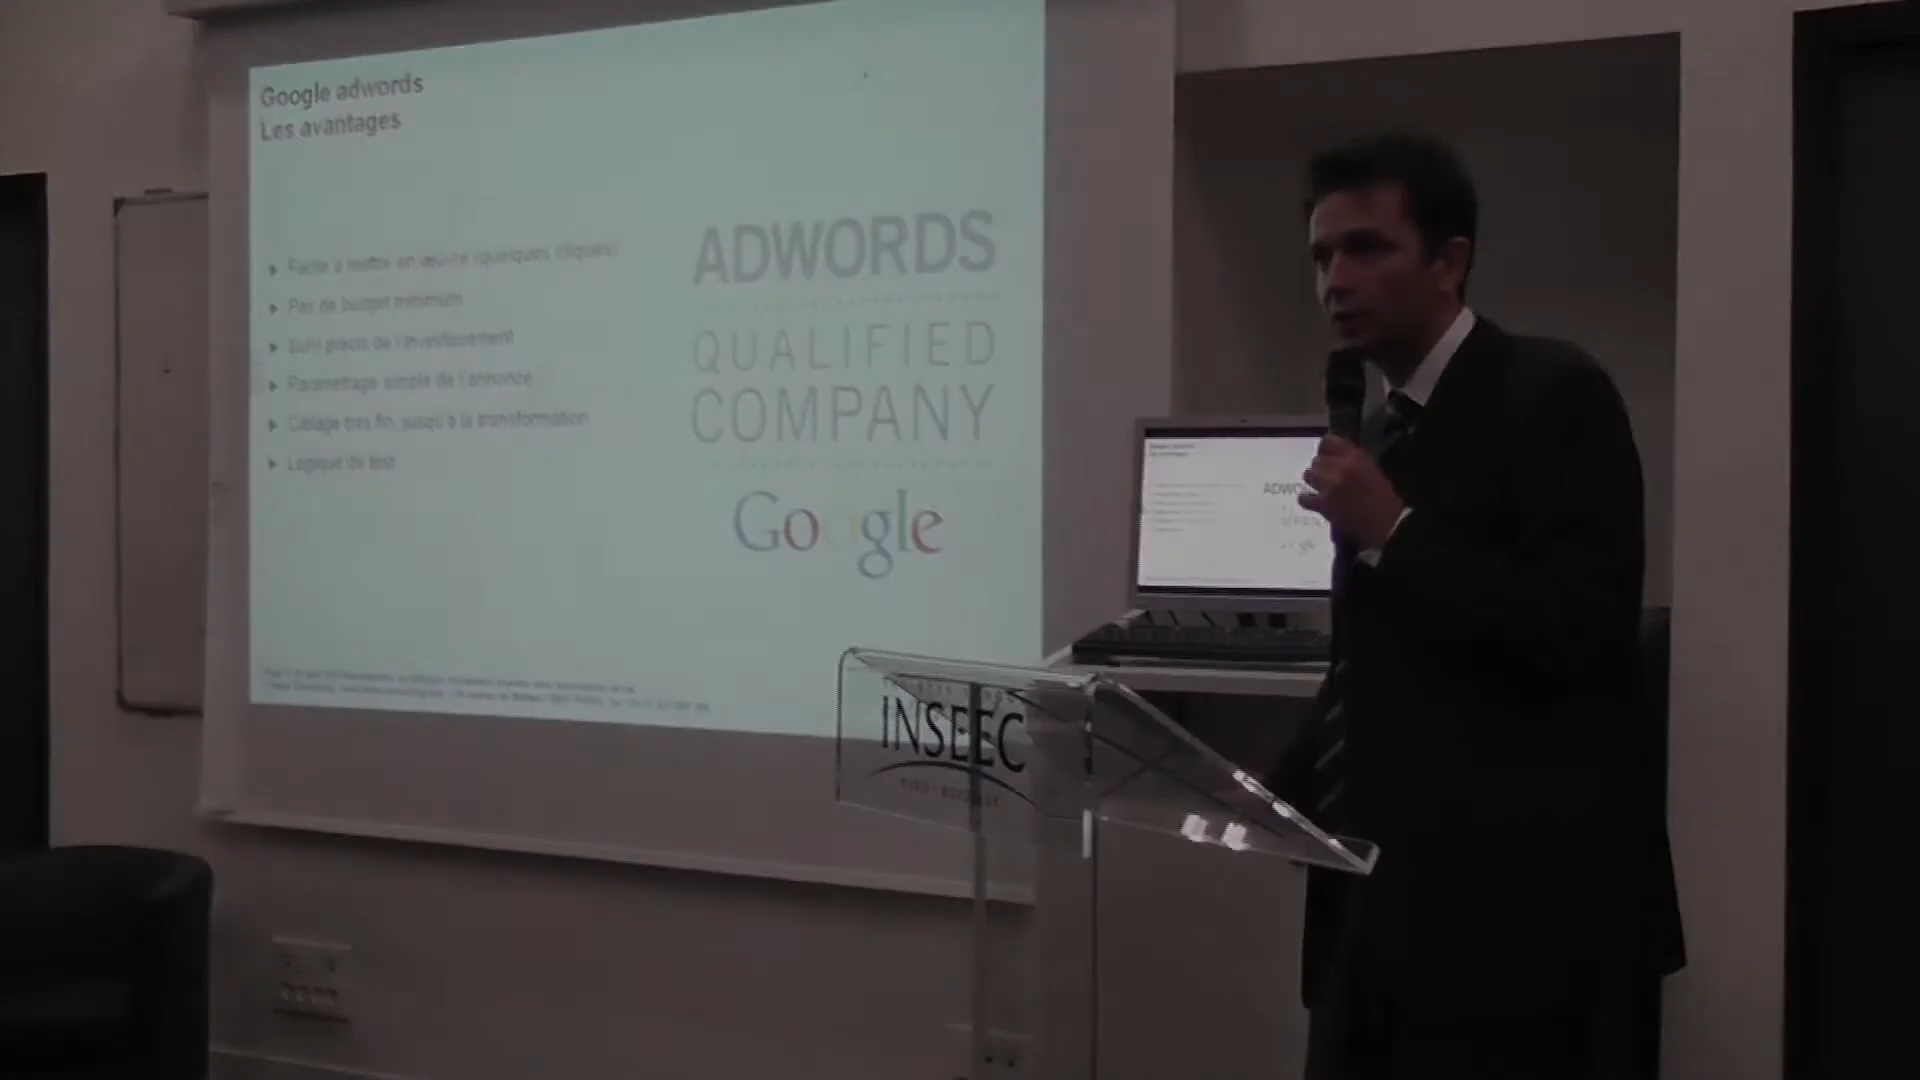 Google adwords
Les avantages
Facile à mettre en œuvre (quelques cliques)
Pas de budget minimum
Suivi précis de l'investissement
Paramétrage simple de l'annonce
Ciblage très fin, jusqu'à la transformation
Logique de test
ADWORDS
QUALIFIED
COMPANY
Google
INSEEC